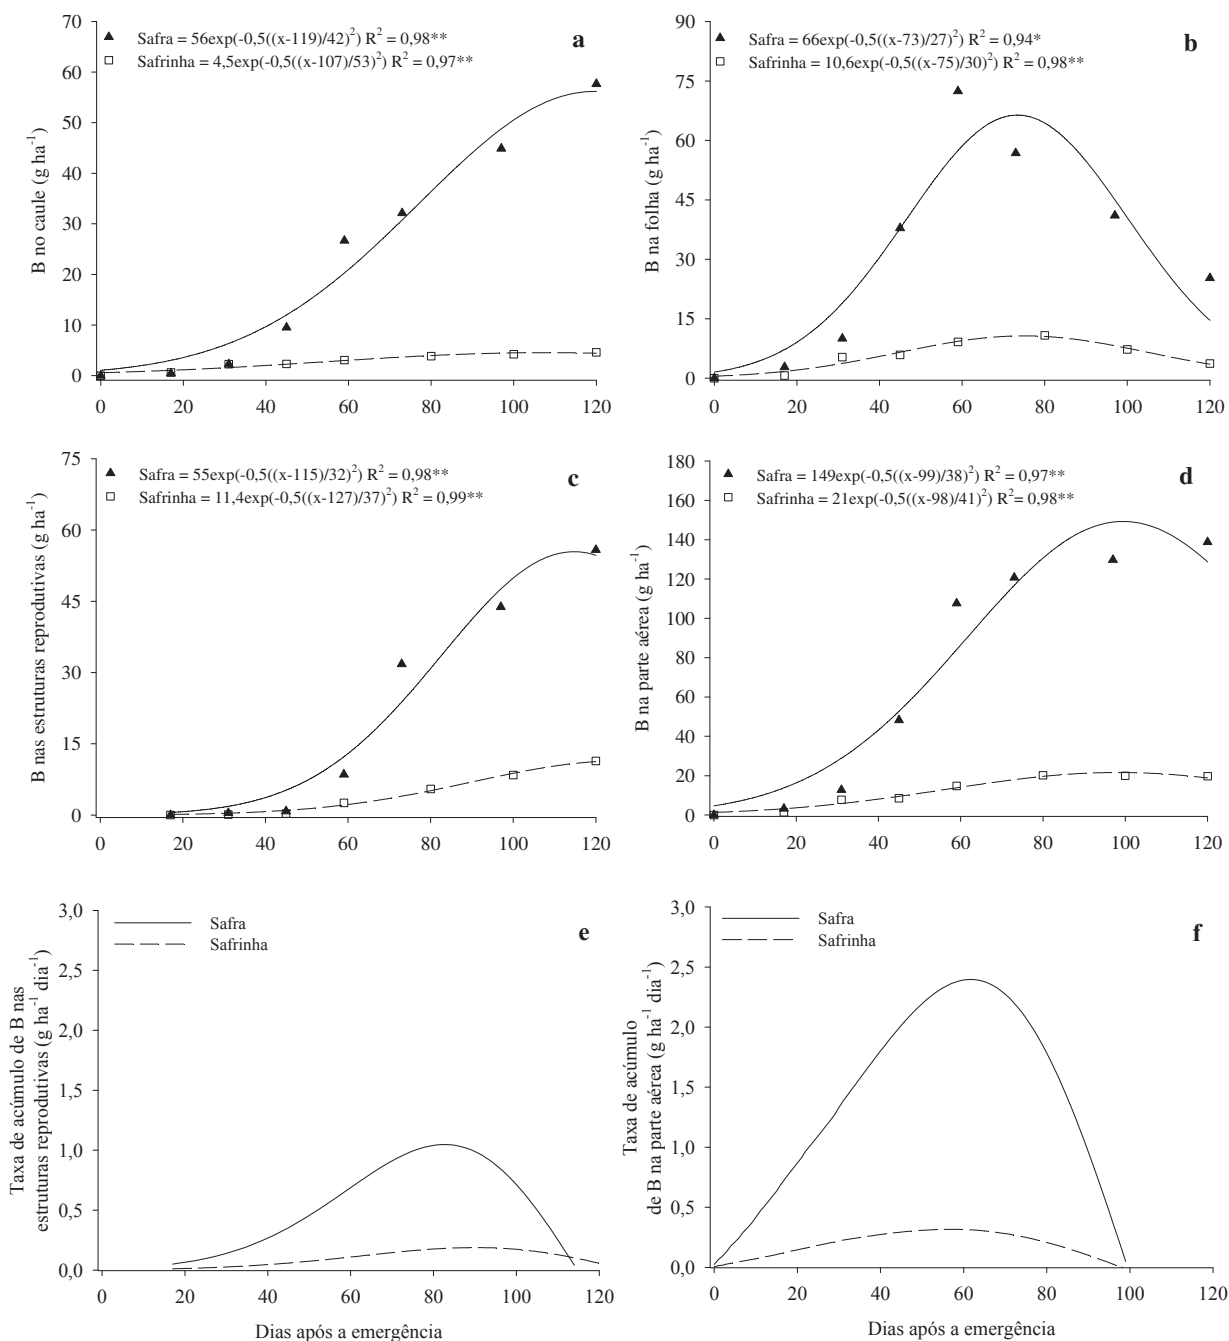 Safra = 56exp(-0,5((x-119)/42)²) R² = 0,98**
Safrinha = 4,5exp(-0,5((x-107)/53)²) R² = 0,97**
a
B no caule (g ha⁻¹)
70
60
50
40
30
20
10
0
0 20 40 60 80 100 120
Safra = 66exp(-0,5((x-73)/27)²) R² = 0,94*
Safrinha = 10,6exp(-0,5((x-75)/30)²) R² = 0,98**
b
B na folha (g ha⁻¹)
90
75
60
45
30
15
0
0 20 40 60 80 100 120
Safra = 55exp(-0,5((x-115)/32)²) R² = 0,98**
Safrinha = 11,4exp(-0,5((x-127)/37)²) R² = 0,99**
c
B nas estruturas reprodutivas (g ha⁻¹)
75
60
45
30
15
0
0 20 40 60 80 100 120
Safra = 149exp(-0,5((x-99)/38)²) R² = 0,97**
Safrinha = 21exp(-0,5((x-98)/41)²) R²= 0,98**
d
B na parte aérea (g ha⁻¹)
180
160
140
120
100
80
60
40
20
0
0 20 40 60 80 100 120
Safra
Safrinha
e
Taxa de acúmulo de B nas
estruturas reprodutivas (g ha⁻¹ dia⁻¹)
3,0
2,5
2,0
1,5
1,0
0,5
0,0
0 20 40 60 80 100 120
Dias após a emergência
Safra
Safrinha
f
Taxa de acúmulo
de B na parte aérea (g ha⁻¹ dia⁻¹)
3,0
2,5
2,0
1,5
1,0
0,5
0,0
0 20 40 60 80 100 120
Dias após a emergência